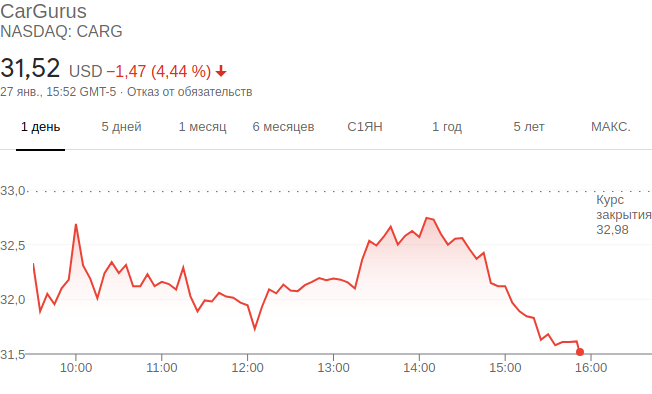 CarGurus
NASDAQ: CARG
31,52 USD −1,47 (4,44 %)
27 янв., 15:52 GMT-5 · Отказ от обязательств
1 день 5 дней 1 месяц 6 месяцев С1ЯН 1 год 5 лет МАКС.
33,0
Курс
закрытия
32,98
32,5
32,0
31,5
10:00 11:00 12:00 13:00 14:00 15:00 16:00